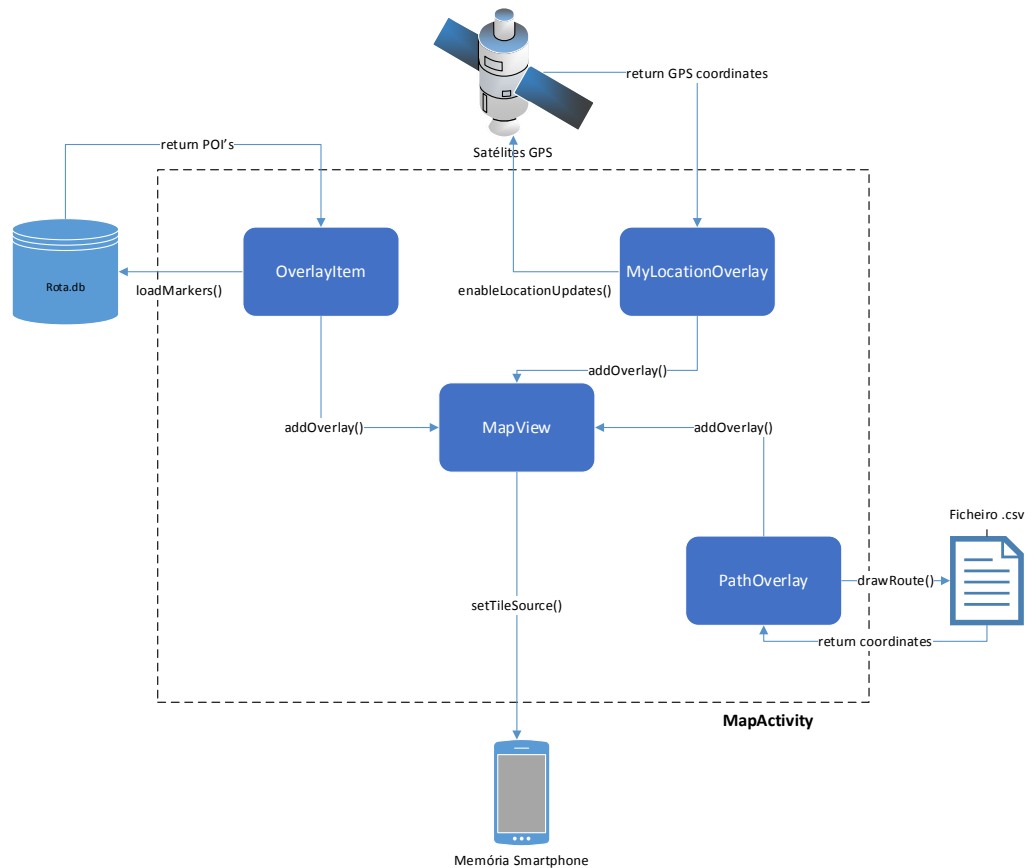 return GPS coordinates
return POI's
Satélites GPS
OverlayItem
MyLocationOverlay
Rota.db
loadMarkers()
enableLocationUpdates()
addOverlay()
MapView
addOverlay()
addOverlay()
Ficheiro .csv
PathOverlay
drawRoute()
setTileSource()
return coordinates
MapActivity
Memória Smartphone